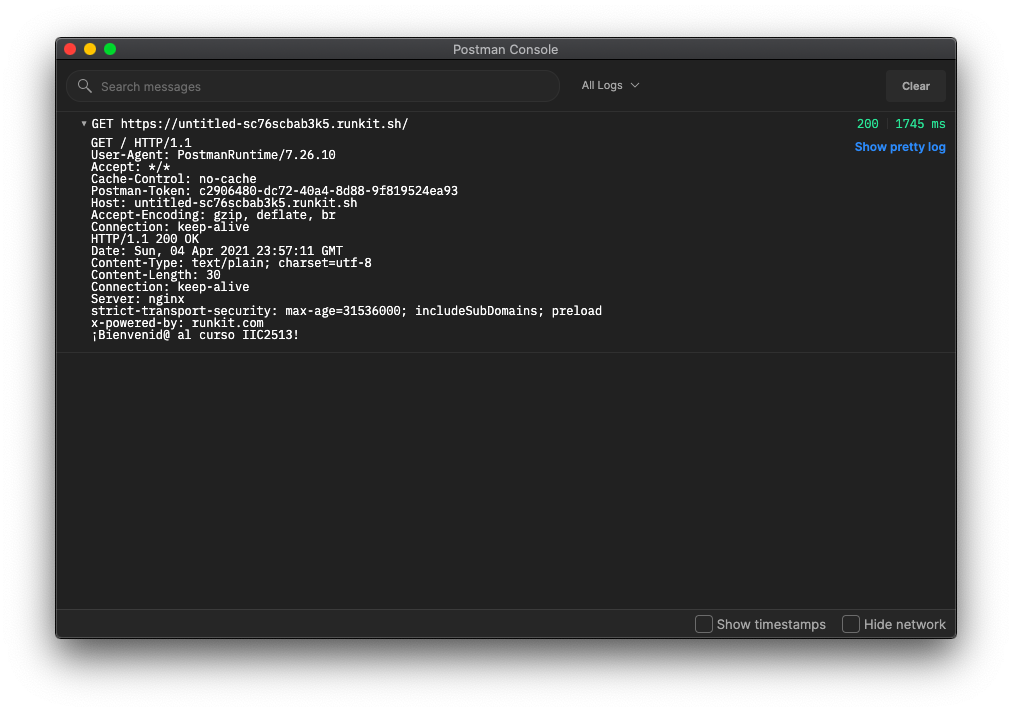 Postman Console
Search messages
All Logs
Clear
GET https://untitled-sc76scbab3k5.runkit.sh/
200 1745 ms
Show pretty log
GET / HTTP/1.1
User-Agent: PostmanRuntime/7.26.10
Accept: */*
Cache-Control: no-cache
Postman-Token: c2906480-dc72-40a4-8d88-9f819524ea93
Host: untitled-sc76scbab3k5.runkit.sh
Accept-Encoding: gzip, deflate, br
Connection: keep-alive
HTTP/1.1 200 OK
Date: Sun, 04 Apr 2021 23:57:11 GMT
Content-Type: text/plain; charset=utf-8
Content-Length: 30
Connection: keep-alive
Server: nginx
strict-transport-security: max-age=31536000; includeSubDomains; preload
x-powered-by: runkit.com
¡Bienvenid@ al curso IIC2513!
Show timestamps
Hide network